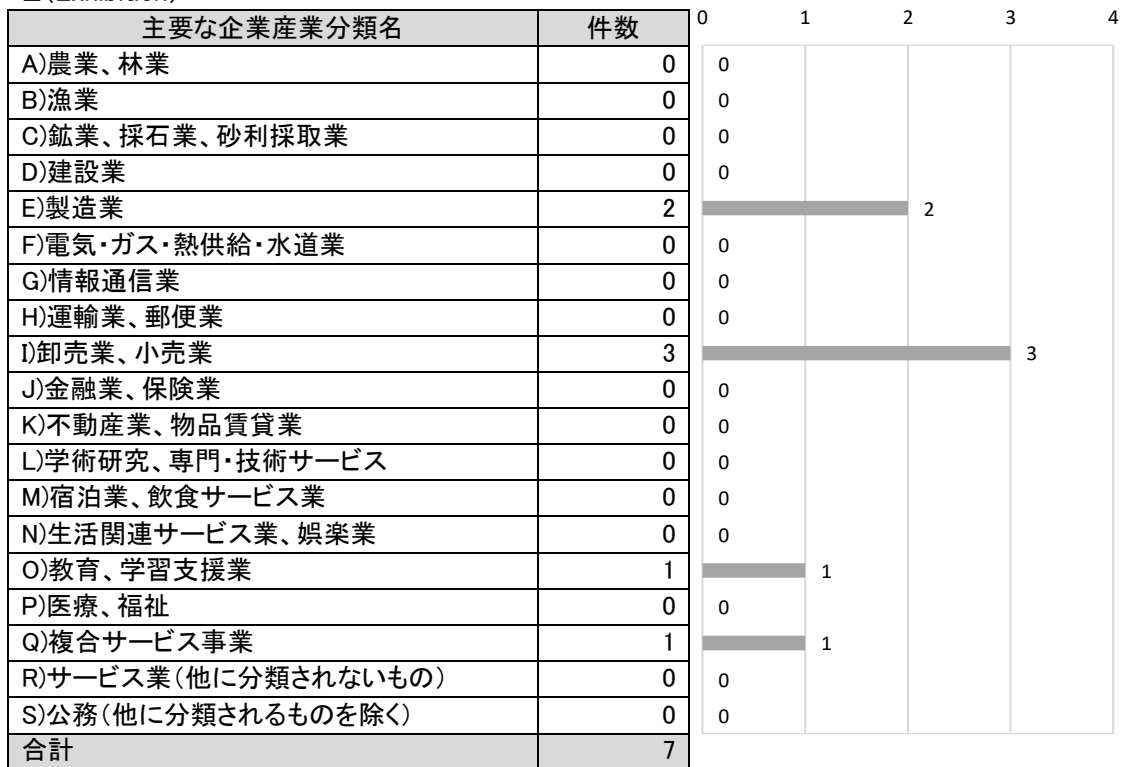 (Exhibition)
主要な企業産業分類名 件数 0 1 2 3 4
A)農業、林業 0 0
B)漁業 0 0
C)鉱業、採石業、砂利採取業 0 0
D)建設業 0 0
E)製造業 2 2
F)電気・ガス・熱供給・水道業 0 0
G)情報通信業 0 0
H)運輸業、郵便業 0 0
I)卸売業、小売業 3 3
J)金融業、保険業 0 0
K)不動産業、物品賃貸業 0 0
L)学術研究、専門・技術サービス 0 0
M)宿泊業、飲食サービス業 0 0
N)生活関連サービス業、娯楽業 0 0
O)教育、学習支援業 1 1
P)医療、福祉 0 0
Q)複合サービス事業 1 1
R)サービス業（他に分類されないもの） 0 0
S)公務（他に分類されるものを除く） 0 0
合計 7